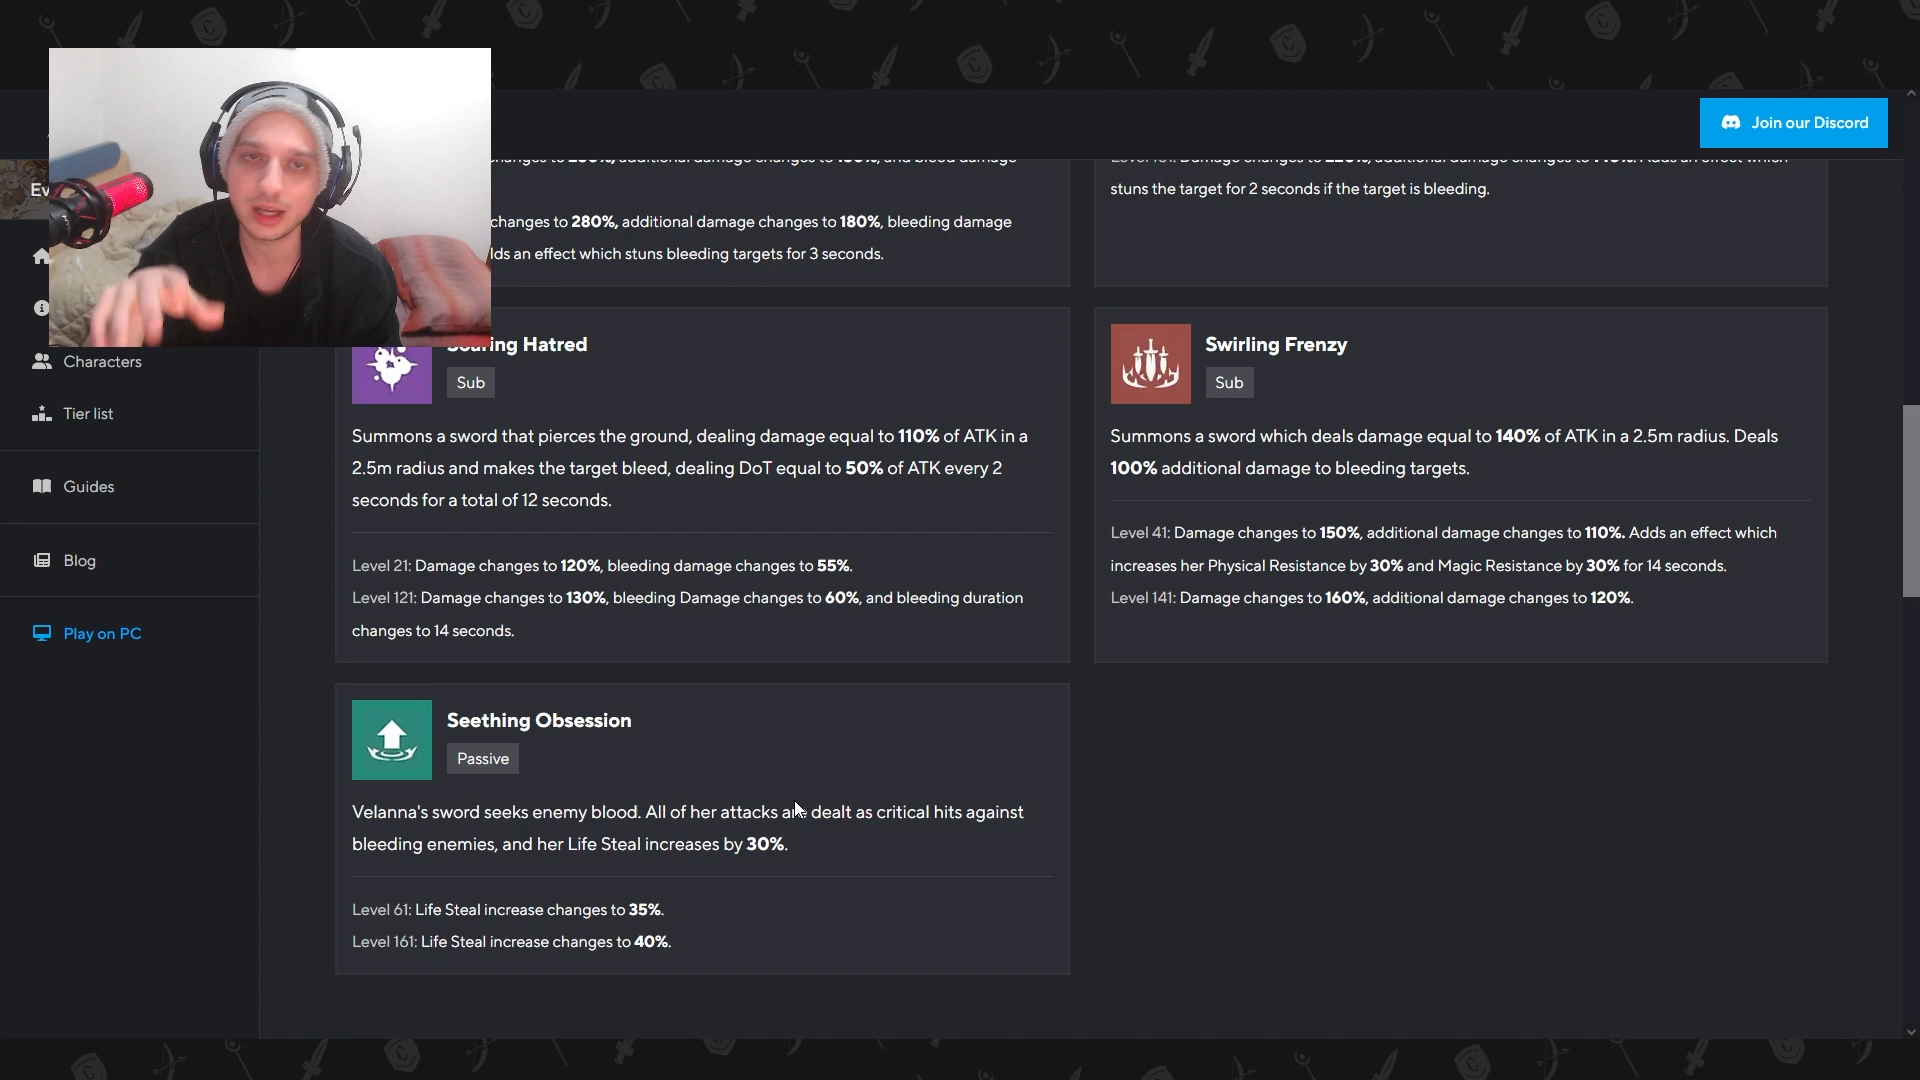 Join our Discord
Ev
Characters
Tier list
Guides
Blog
Play on PC
additional damage changes to
changes to 280%, additional damage changes to 180%, bleeding damage
lds an effect which stuns bleeding targets for 3 seconds.
stuns the target for 2 seconds if the target is bleeding.
ing Hatred
Sub
Summons a sword that pierces the ground, dealing damage equal to 110% of ATK in a
2.5m radius and makes the target bleed, dealing DoT equal to 50% of ATK every 2
seconds for a total of 12 seconds.
Level 21: Damage changes to 120%, bleeding damage changes to 55%.
Level 121: Damage changes to 130%, bleeding Damage changes to 60%, and bleeding duration
changes to 14 seconds.
Swirling Frenzy
Sub
Summons a sword which deals damage equal to 140% of ATK in a 2.5m radius. Deals
100% additional damage to bleeding targets.
Level 41: Damage changes to 150%, additional damage changes to 110%. Adds an effect which
increases her Physical Resistance by 30% and Magic Resistance by 30% for 14 seconds.
Level 141: Damage changes to 160%, additional damage changes to 120%.
Seething Obsession
Passive
Velanna's sword seeks enemy blood. All of her attacks are dealt as critical hits against
bleeding enemies, and her Life Steal increases by 30%.
Level 61: Life Steal increase changes to 35%.
Level 161: Life Steal increase changes to 40%.